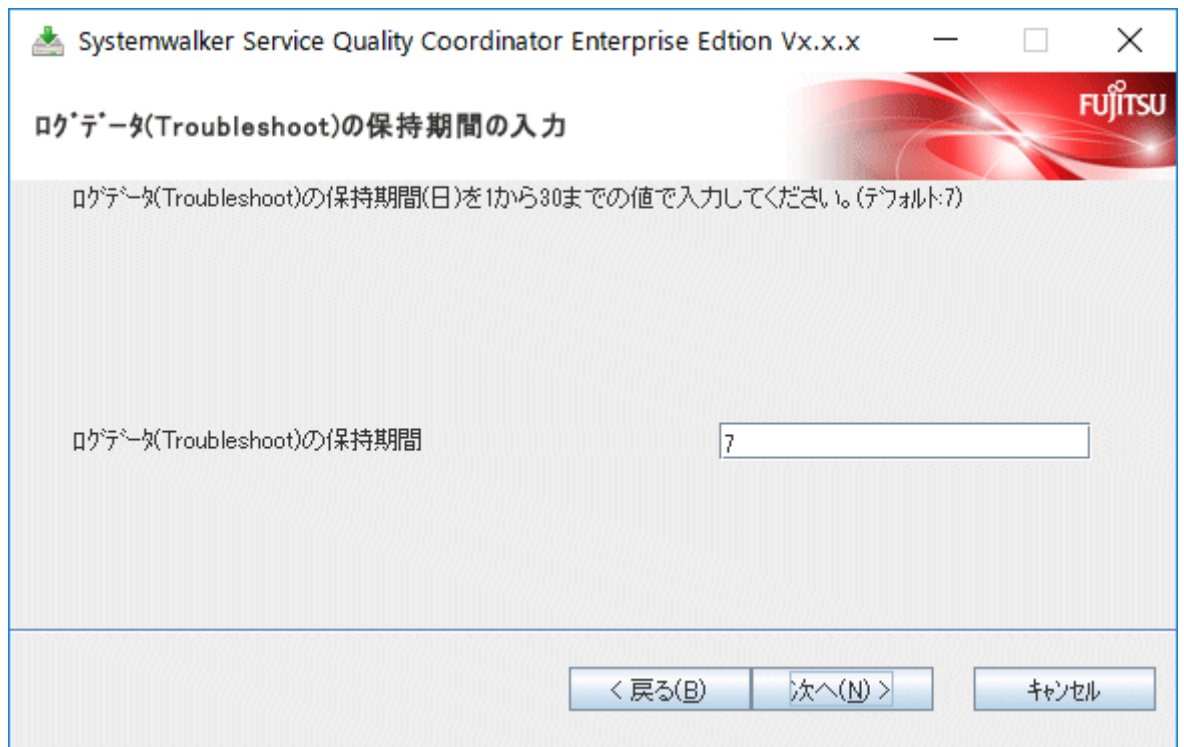 Systemwalker Service Quality Coordinator Enterprise Edtion Vx.x.x
FUJITSU
ﾛｸﾞﾃﾞｰﾀ(Troubleshoot)の保持期間の入力
ﾛｸﾞﾃﾞｰﾀ(Troubleshoot)の保持期間(日)を1から30までの値で入力してください。(ﾃﾞﾌｫﾙﾄ:7)
ﾛｸﾞﾃﾞｰﾀ(Troubleshoot)の保持期間
7
< 戻る(B)
次へ(N) >
ｷｬﾝｾﾙ